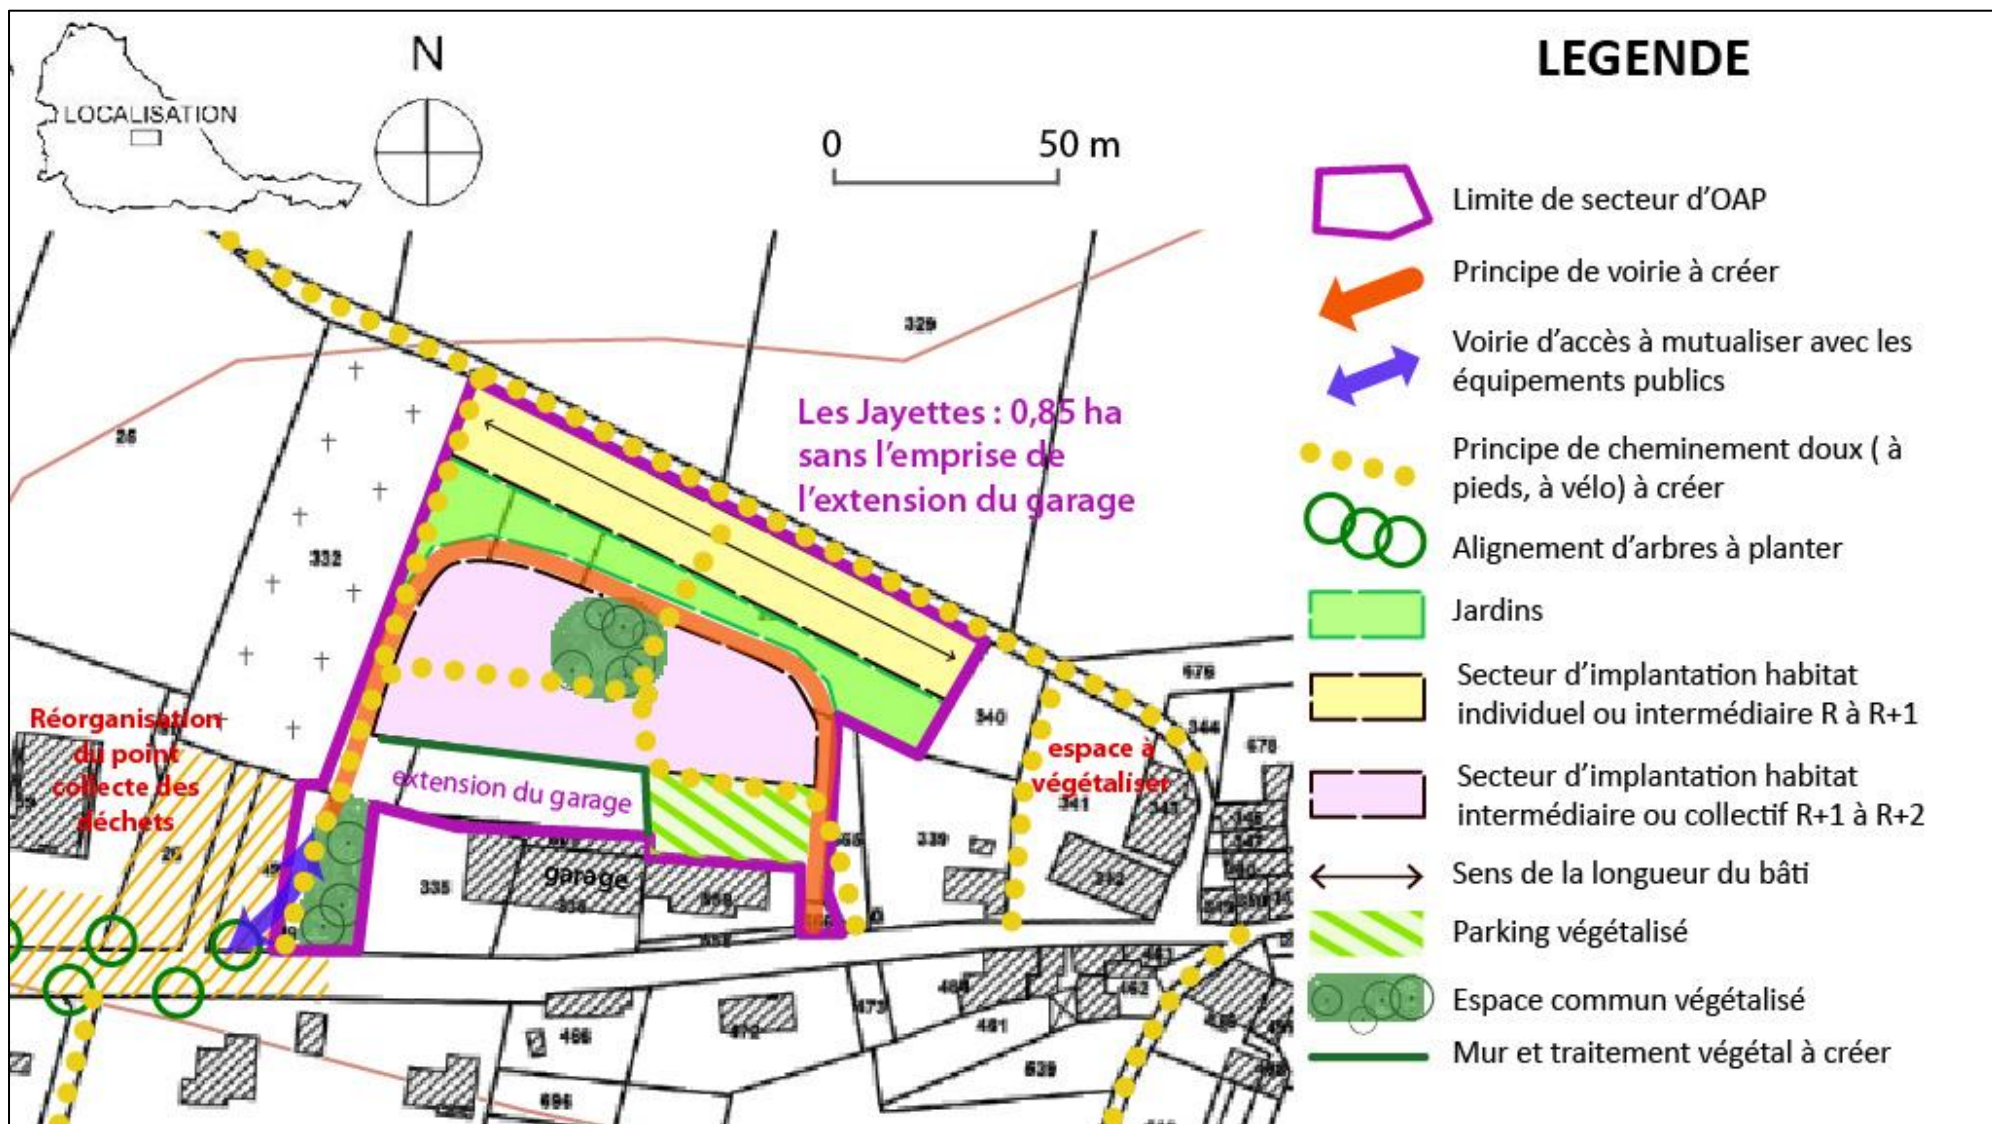 LEGENDE
N
LOCALISATION
0 50 m
Limite de secteur d'OAP
Principe de voirie à créer
Voirie d'accès à mutualiser avec les
équipements publics
Principe de cheminement doux ( à
pieds, à vélo) à créer
Alignement d'arbres à planter
Jardins
Secteur d'implantation habitat
individuel ou intermédiaire R à R+1
Secteur d'implantation habitat
intermédiaire ou collectif R+1 à R+2
Sens de la longueur du bâti
Parking végétalisé
Espace commun végétalisé
Mur et traitement végétal à créer
329
Les Jayettes : 0,85 ha
sans l'emprise de
l'extension du garage
332
676
340
344
678
Réorganisation
du point
collecte des
déchets
espace à
végétaliser
extension du garage
341
339
26
335
garage
473
461
462
466
472
639
696